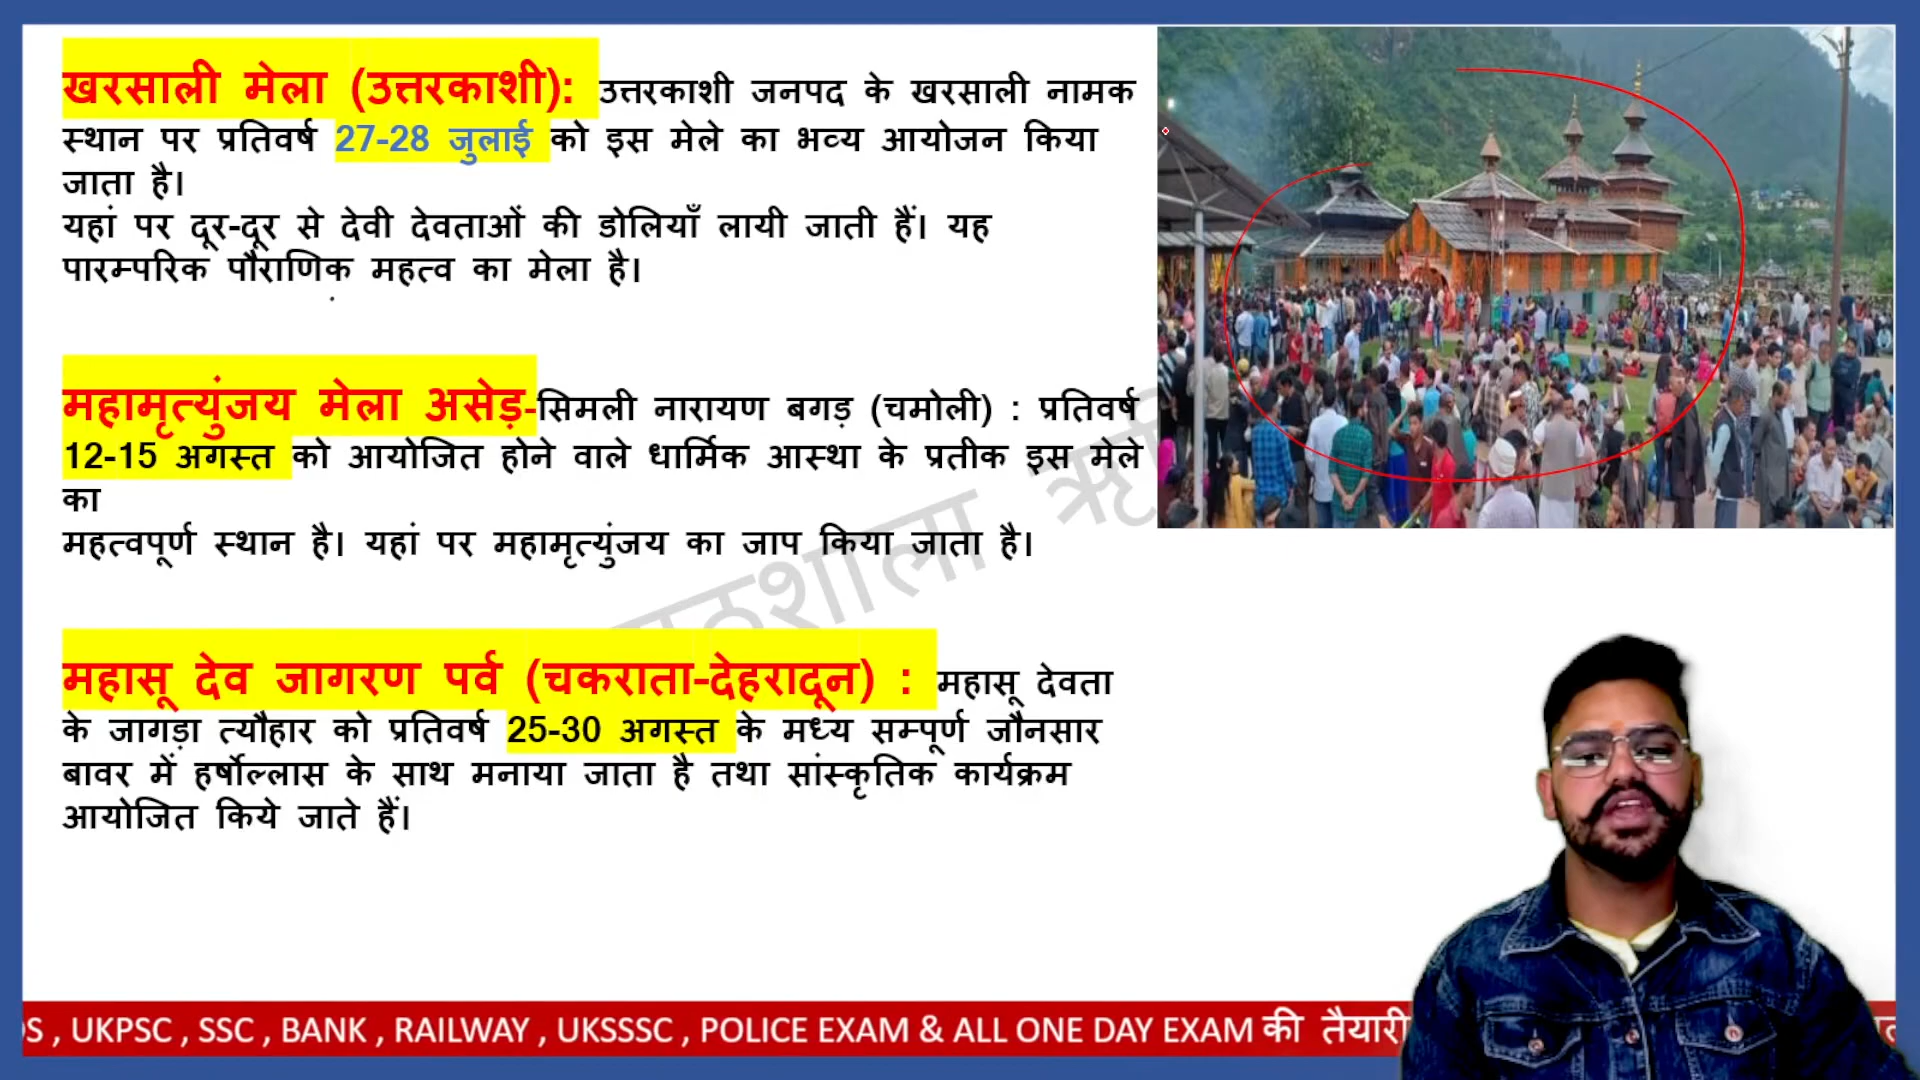 खरसाली मेला (उत्तरकाशी): उत्तरकाशी जनपद के खरसाली नामक
स्थान पर प्रतिवर्ष 27-28 जुलाई को इस मेले का भव्य आयोजन किया
जाता है।
यहां पर दूर-दूर से देवी देवताओं की डोलियाँ लायी जाती हैं। यह
पारम्परिक पौराणिक महत्व का मेला है।
महामृत्युंजय मेला असेड़-सिमली नारायण बगड़ (चमोली) : प्रतिवर्ष
12-15 अगस्त को आयोजित होने वाले धार्मिक आस्था के प्रतीक इस मेले
का
महत्वपूर्ण स्थान है। यहां पर महामृत्युंजय का जाप किया जाता है।
महासू देव जागरण पर्व (चकराता-देहरादून) : महासू देवता
के जागड़ा त्यौहार को प्रतिवर्ष 25-30 अगस्त के मध्य सम्पूर्ण जौनसार
बावर में हर्षोल्लास के साथ मनाया जाता है तथा सांस्कृतिक कार्यक्रम
आयोजित किये जाते हैं।
, UKPSC , SSC , BANK , RAILWAY , UKSSSC , POLICE EXAM & ALL ONE DAY EXAM की तैयारी